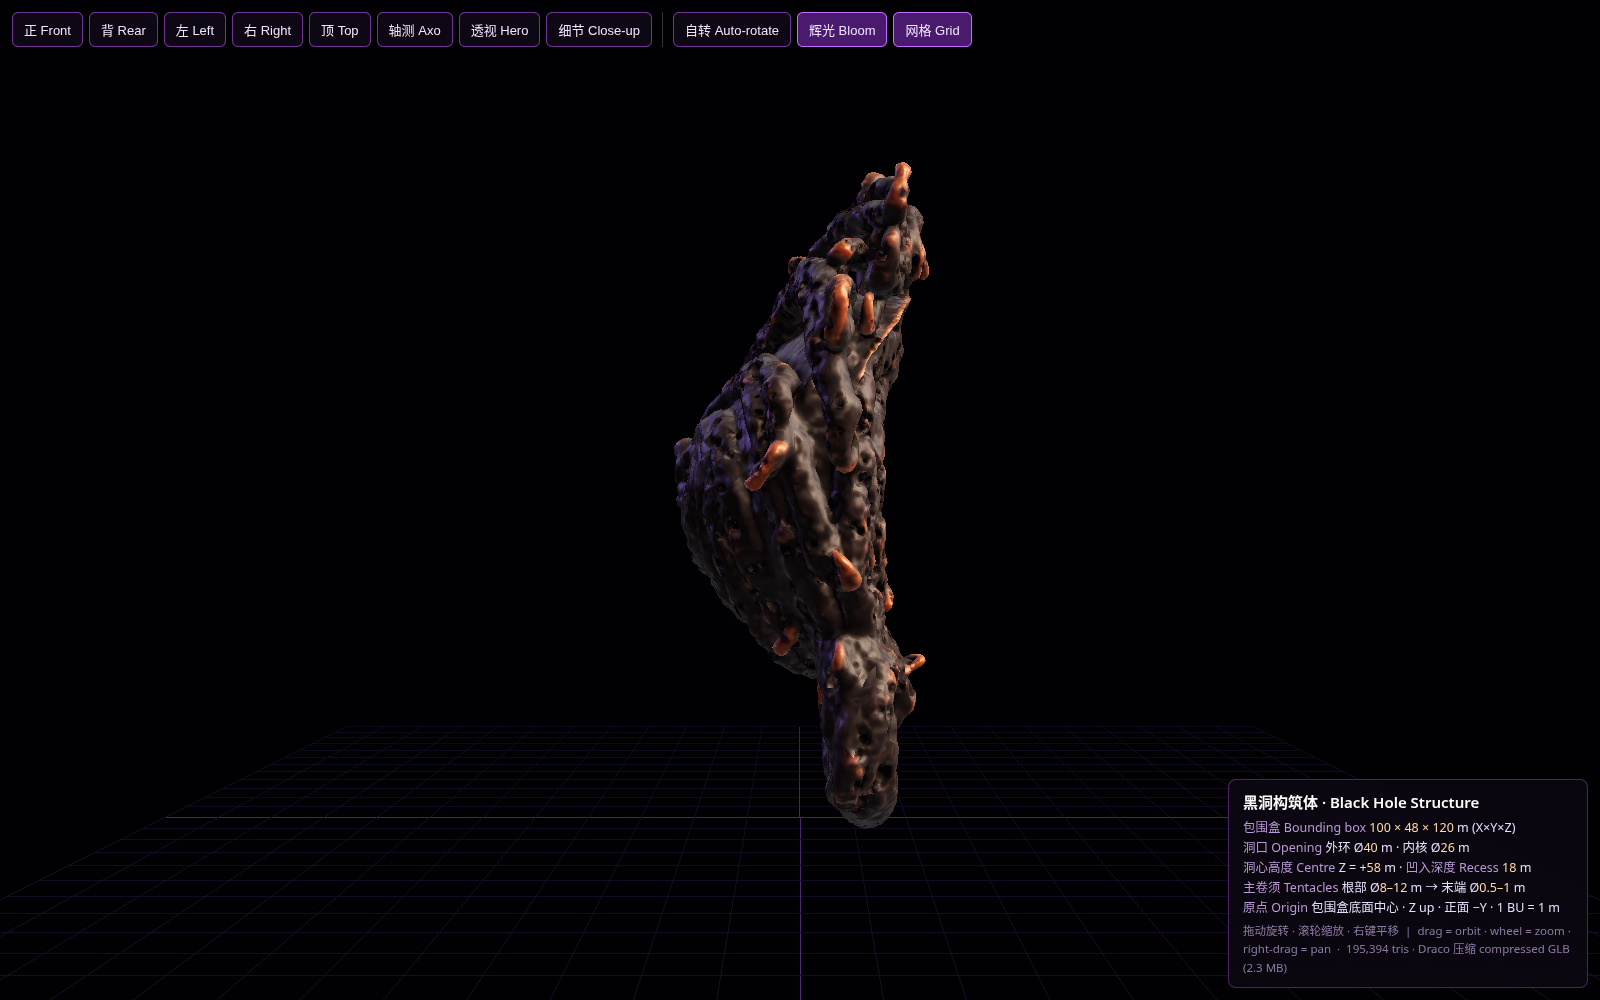 正 Front
背 Rear
左 Left
右 Right
顶 Top
轴测 Axo
透视 Hero
细节 Close-up
自转 Auto-rotate
辉光 Bloom
网格 Grid
黑洞构筑体 · Black Hole Structure
包围盒 Bounding box 100 × 48 × 120 m (X×Y×Z)
洞口 Opening 外环 Ø40 m · 内核 Ø26 m
洞心高度 Centre Z = +58 m · 凹入深度 Recess 18 m
主卷须 Tentacles 根部 Ø8–12 m → 末端 Ø0.5–1 m
原点 Origin 包围盒底面中心 · Z up · 正面 −Y · 1 BU = 1 m
拖动旋转 · 滚轮缩放 · 右键平移 | drag = orbit · wheel = zoom ·
right-drag = pan · 195,394 tris · Draco 压缩 compressed GLB
(2.3 MB)